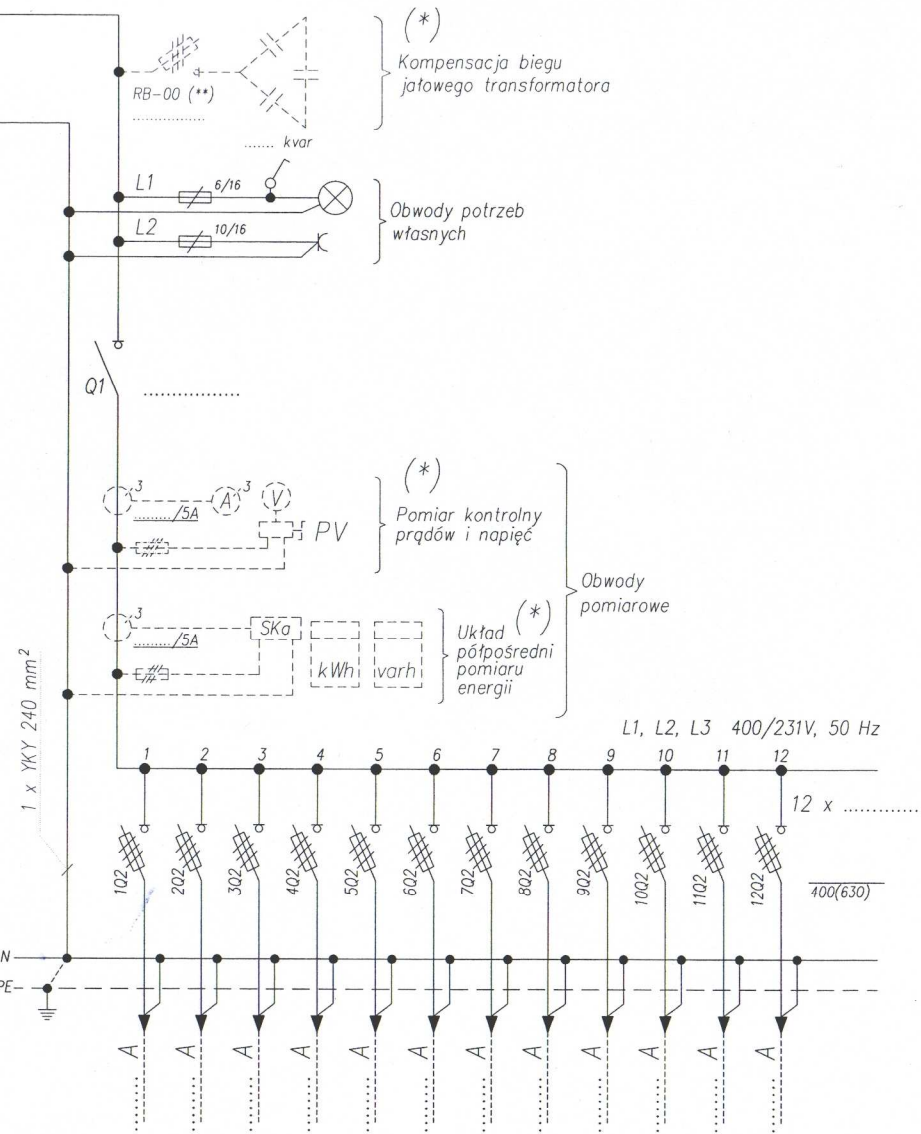 (*)
Kompensacja biegu
jałowego transformatora
RB-00 (**)
..................
....... kvar
L1
6/16
L2
10/16
Obwody potrzeb
własnych
Q1
..................
3
........./5A
A 3
V
PV
(*)
Pomiar kontrolny
prądów i napięć
Obwody
pomiarowe
3
........./5A
SKa
kWh
varh
Układ (*)
półpośredni
pomiaru
energii
1 x YKY 240 mm²
L1, L2, L3 400/231V, 50 Hz
1 2 3 4 5 6 7 8 9 10 11 12
12 x .............
1Q2 2Q2 3Q2 4Q2 5Q2 6Q2 7Q2 8Q2 9Q2 10Q2 11Q2 12Q2
400(630)
N
PE
........ A ........ A ........ A ........ A ........ A ........ A ........ A ........ A ........ A ........ A ........ A ........ A